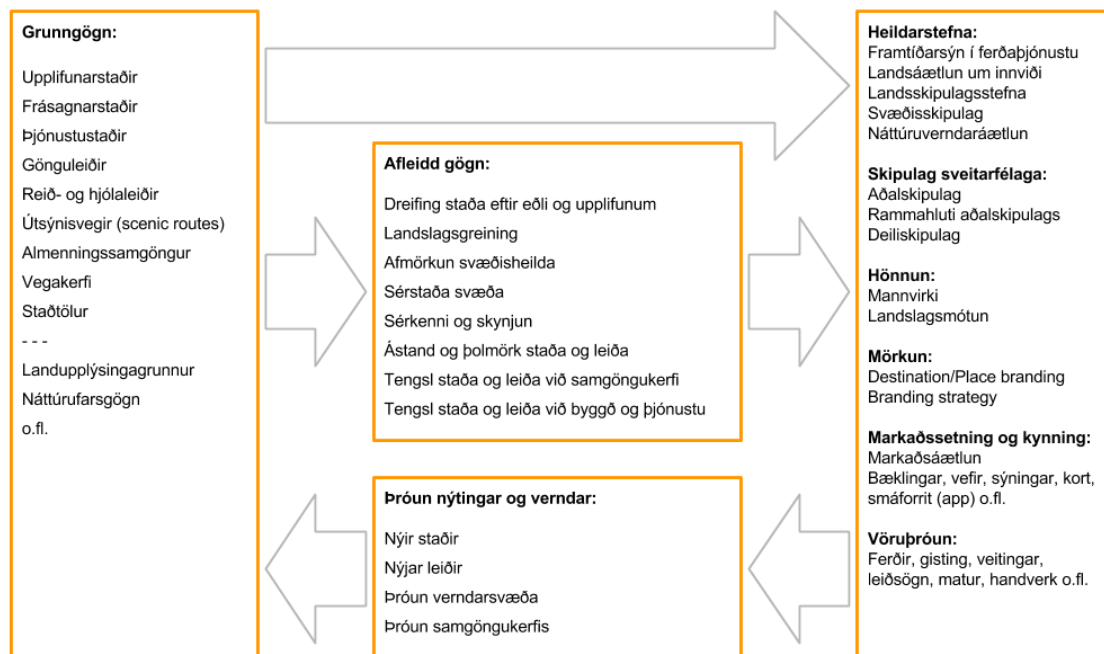 Grunngögn:
Upplifunarstaðir
Frásagnarstaðir
Þjónustustaðir
Gönguleiðir
Reið- og hjólaleiðir
Útsýnisvegir (scenic routes)
Almenningssamgöngur
Vegakerfi
Staðtölur
- - -
Landupplýsingagrunnur
Náttúrufarsgögn
o.fl.
Afleidd gögn:
Dreifing staða eftir eðli og upplifunum
Landslagsgreining
Afmörkun svæðisheilda
Sérstaða svæða
Sérkenni og skynjun
Ástand og þolmörk staða og leiða
Tengsl staða og leiða við samgöngukerfi
Tengsl staða og leiða við byggð og þjónustu
Þróun nýtingar og verndar:
Nýir staðir
Nýjar leiðir
Þróun verndarsvæða
Þróun samgöngukerfis
Heildarstefna:
Framtíðarsýn í ferðaþjónustu
Landsáætlun um innviði
Landsskipulagsstefna
Svæðisskipulag
Náttúruverndaráætlun
Skipulag sveitarfélaga:
Aðalskipulag
Rammahluti aðalskipulags
Deiliskipulag
Hönnun:
Mannvirki
Landslagsmótun
Mörkun:
Destination/Place branding
Branding strategy
Markaðssetning og kynning:
Markaðsáætlun
Bæklingar, vefir, sýningar, kort,
smáforrit (app) o.fl.
Vöruþróun:
Ferðir, gisting, veitingar,
leiðsögn, matur, handverk o.fl.